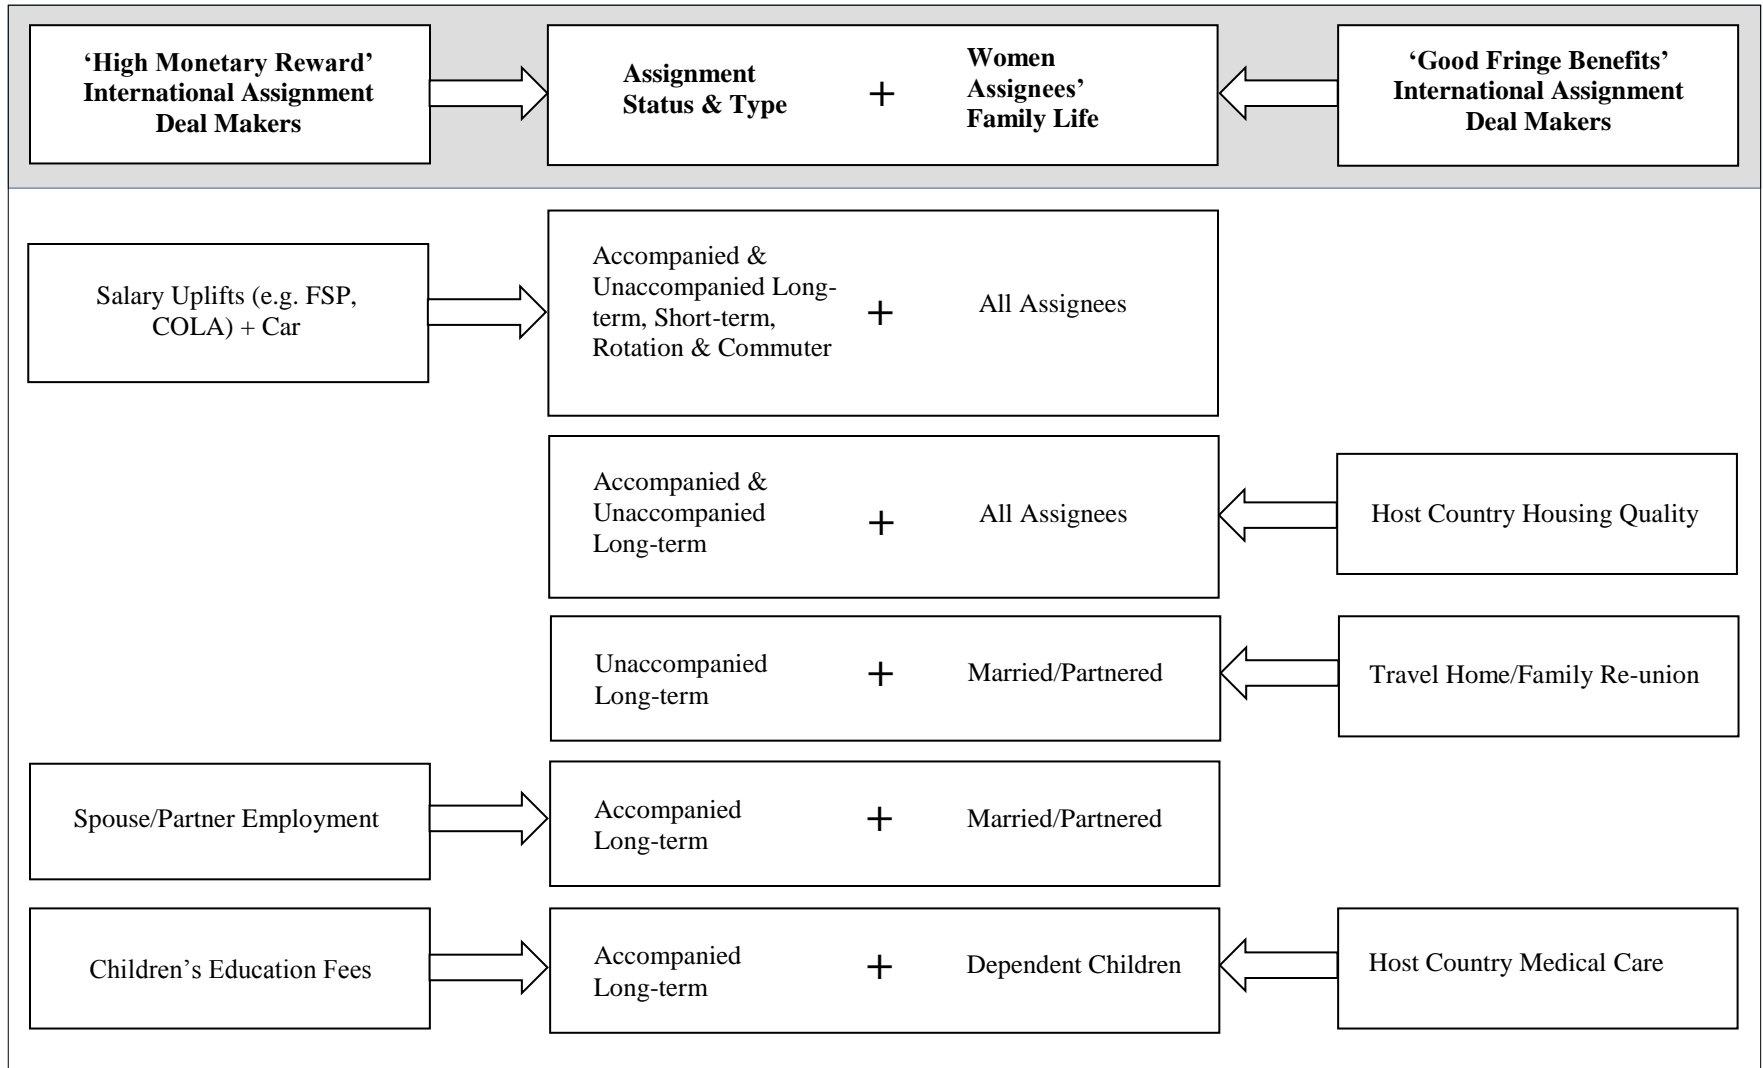 ‘High Monetary Reward’
International Assignment
Deal Makers
Assignment
Status & Type
+
Women
Assignees’
Family Life
‘Good Fringe Benefits’
International Assignment
Deal Makers
Salary Uplifts (e.g. FSP,
COLA) + Car
Accompanied &
Unaccompanied Long-
term, Short-term,
Rotation & Commuter
+
All Assignees
Accompanied &
Unaccompanied
Long-term
+
All Assignees
Host Country Housing Quality
Unaccompanied
Long-term
+
Married/Partnered
Travel Home/Family Re-union
Spouse/Partner Employment
Accompanied
Long-term
+
Married/Partnered
Children’s Education Fees
Accompanied
Long-term
+
Dependent Children
Host Country Medical Care